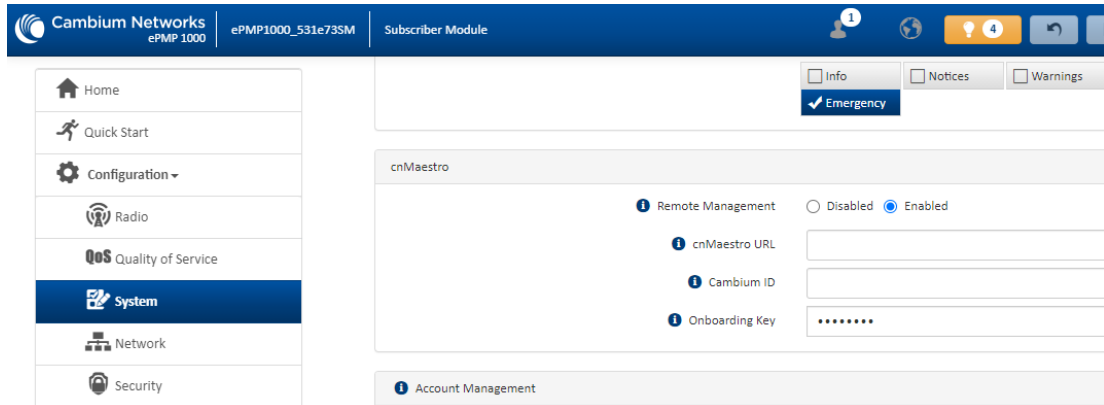 Cambium Networks
ePMP 1000
ePMP1000_531e73SM
Subscriber Module
1
4
Home
Quick Start
Configuration
Radio
QoS Quality of Service
System
Network
Security
Info
Notices
Warnings
Emergency
cnMaestro
Remote Management
Disabled
Enabled
cnMaestro URL
Cambium ID
Onboarding Key
••••••••
Account Management